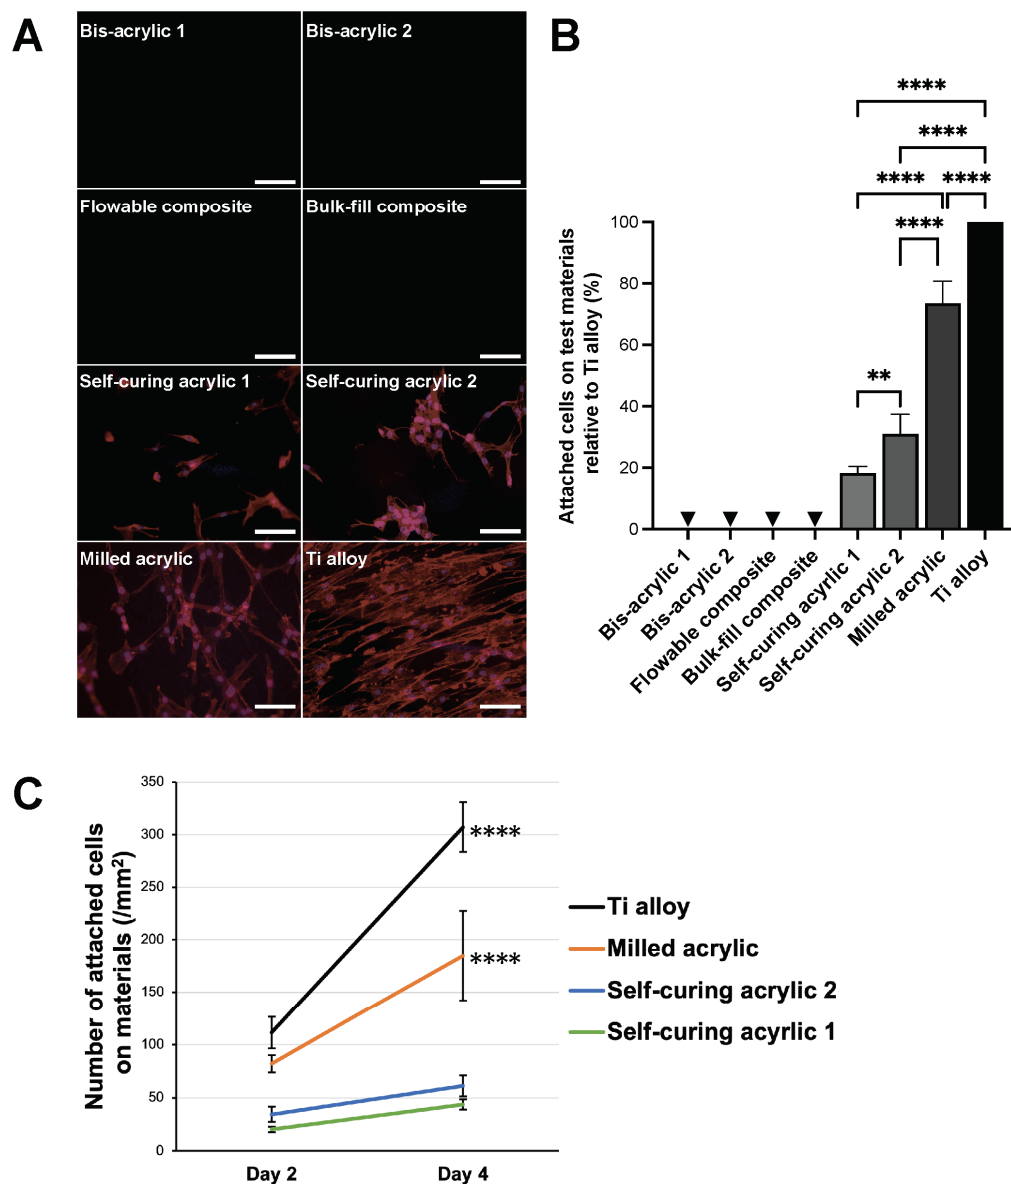 A
Bis-acrylic 1
Bis-acrylic 2
Flowable composite
Bulk-fill composite
Self-curing acrylic 1
Self-curing acrylic 2
Milled acrylic
Ti alloy
B
Attached cells on test materials
relative to Ti alloy (%)
100
80
60
40
20
0
****
****
****
****
****
**
Bis-acrylic 1
Bis-acrylic 2
Flowable composite
Bulk-fill composite
Self-curing acyrlic 1
Self-curing acrylic 2
Milled acrylic
Ti alloy
C
Number of attached cells
on materials (/mm²)
350
300
250
200
150
100
50
0
****
****
Day 2
Day 4
Ti alloy
Milled acrylic
Self-curing acrylic 2
Self-curing acyrlic 1